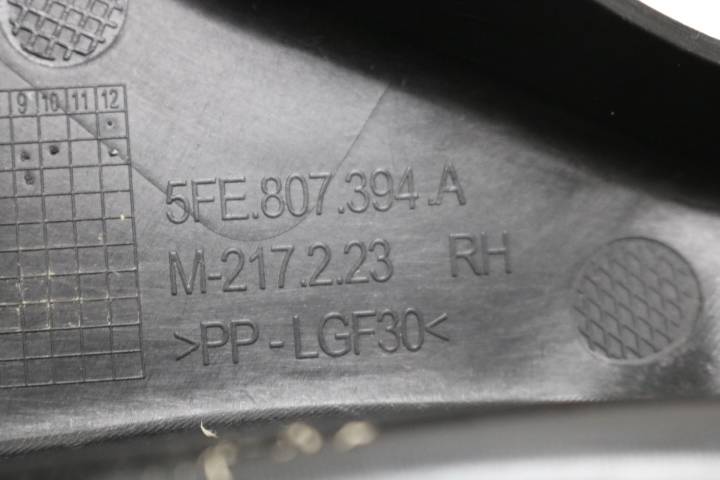 9 10 11 12
5FE.807.394.A
M-217.2.23 RH
>PP-LGF30<